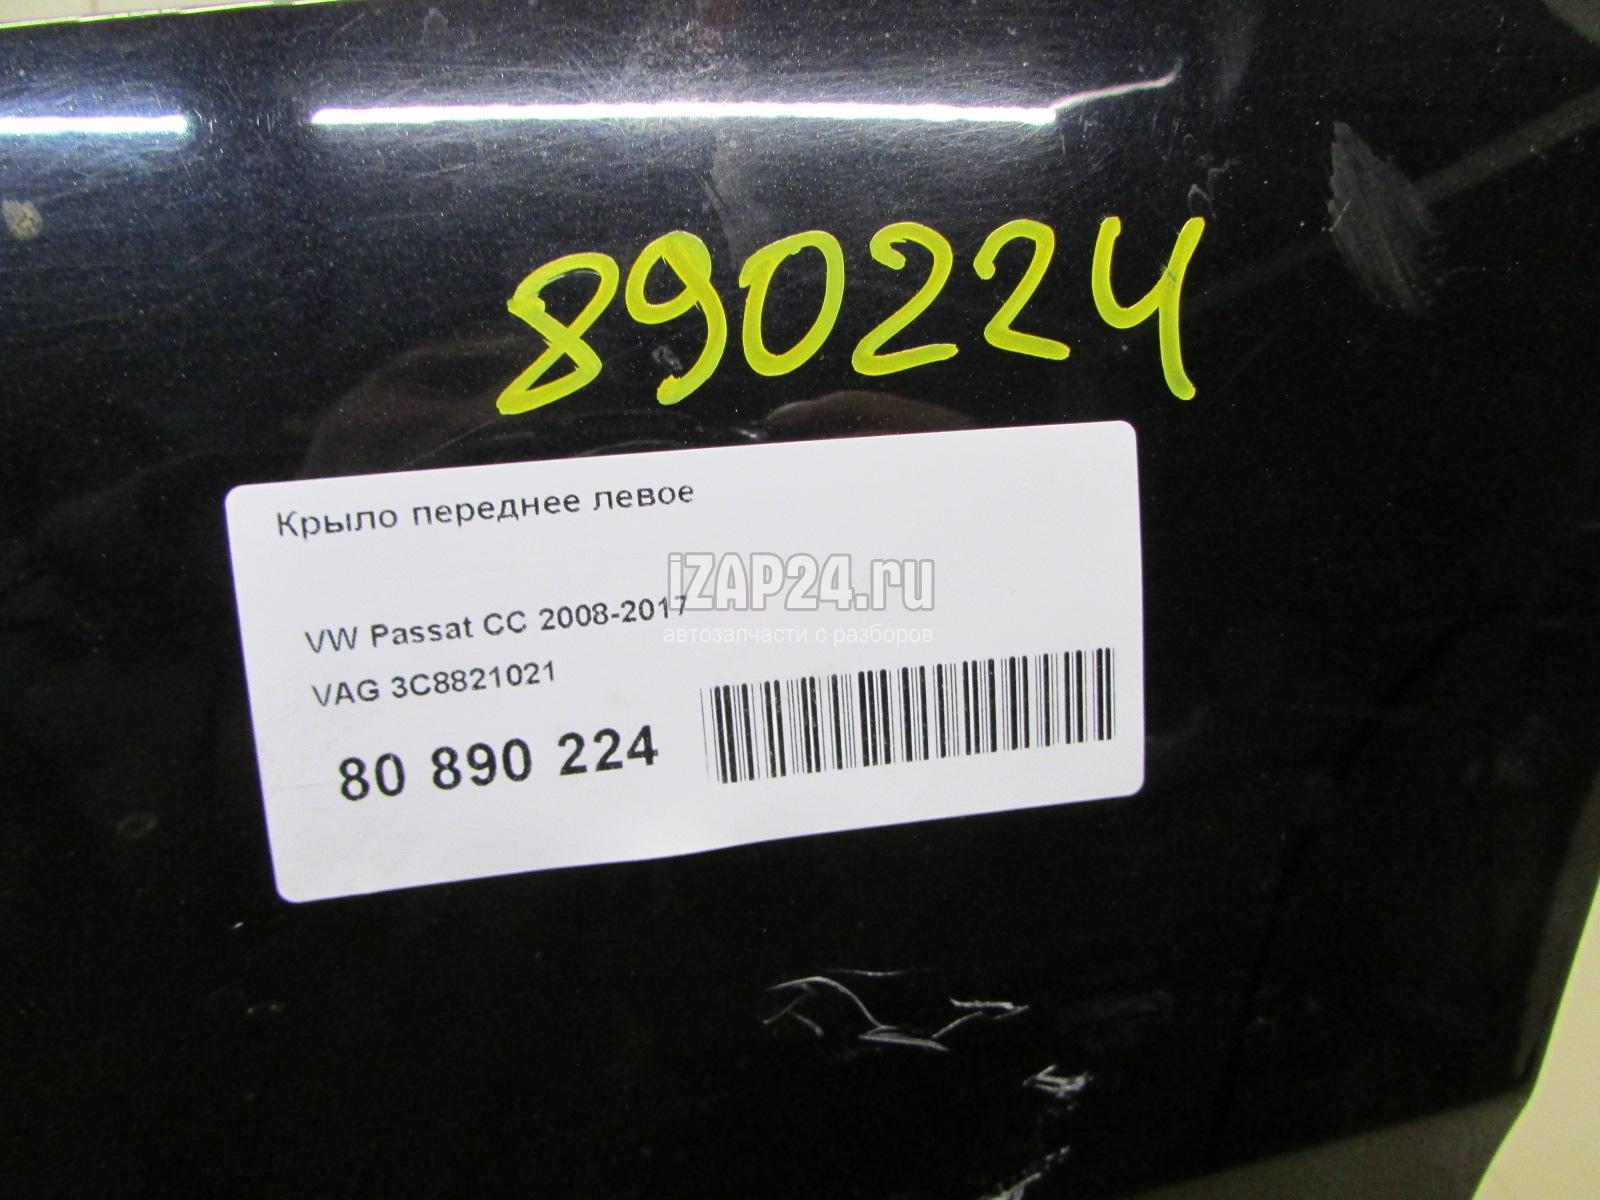 890224
Крыло переднее левое
iZAP24.ru
автозапчасти с разборов
VW Passat CC 2008-2017
VAG 3C8821021
80 890 224